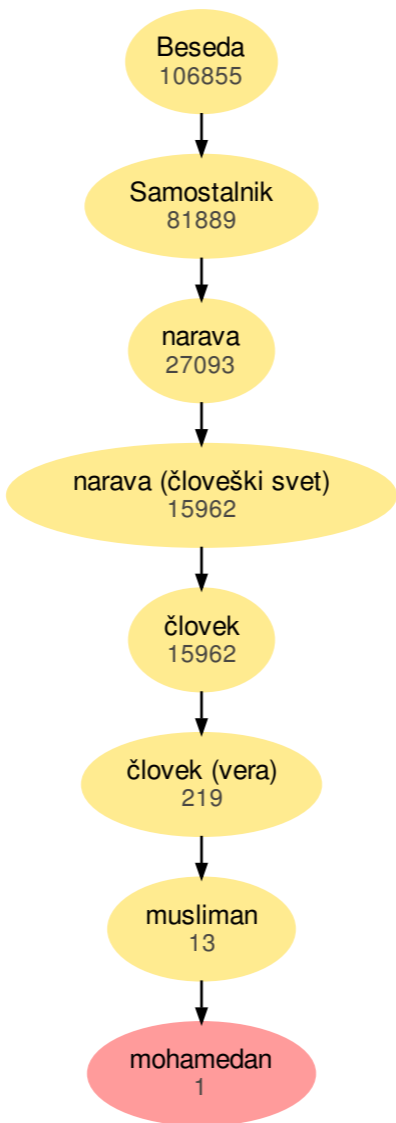 Beseda
106855
Samostalnik
81889
narava
27093
narava (človeški svet)
15962
človek
15962
človek (vera)
219
musliman
13
mohamedan
1